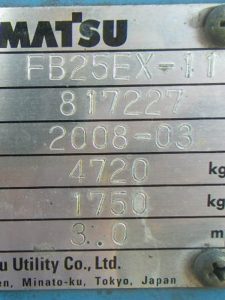 MATSU
FB25EX-11
817227
2008-03
4720 kg
1750 kg
3.0 m
u Utility Co., Ltd.
en, Minato-ku, Tokyo, Japan